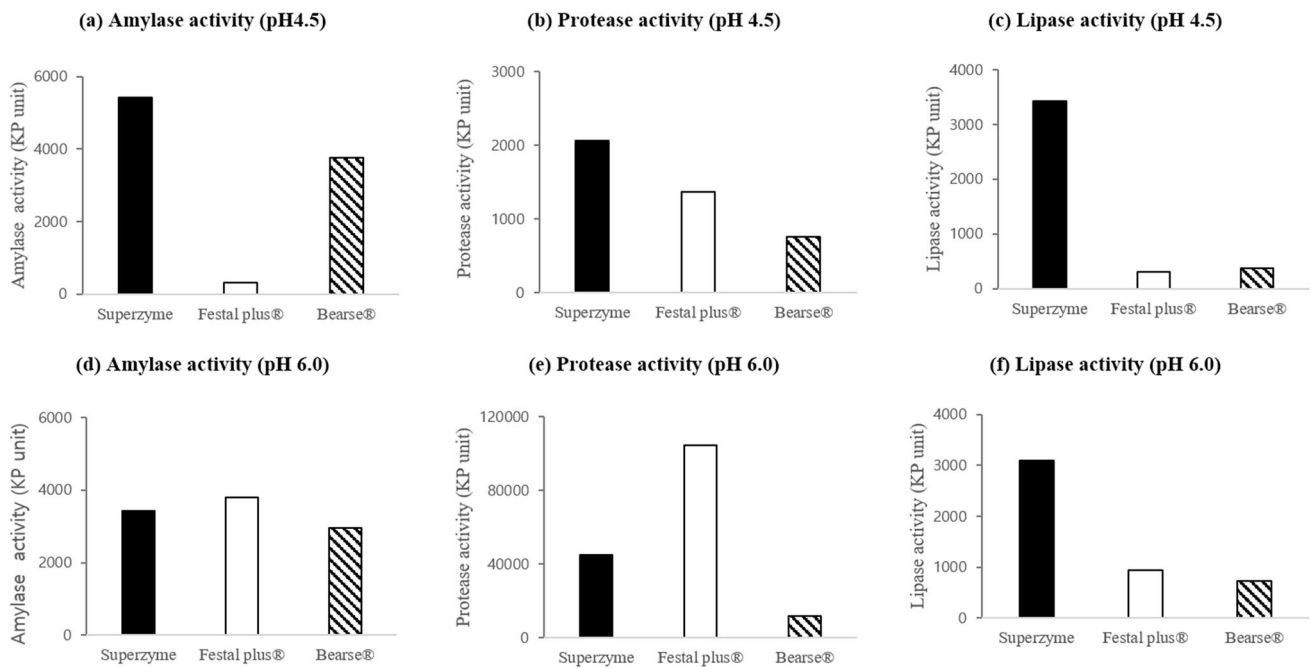 (a) Amylase activity (pH4.5)
Amylase activity (KP unit)
6000
4000
2000
0
Superzyme Festal plus® Bearse®
(b) Protease activity (pH 4.5)
Protease activity (KP unit)
3000
2000
1000
0
Superzyme Festal plus® Bearse®
(c) Lipase activity (pH 4.5)
Lipase activity (KP unit)
4000
3000
2000
1000
0
Superzyme Festal plus® Bearse®
(d) Amylase activity (pH 6.0)
Amylase activity (KP unit)
6000
4000
2000
0
Superzyme Festal plus® Bearse®
(e) Protease activity (pH 6.0)
Protease activity (KP unit)
120000
80000
40000
0
Superzyme Festal plus® Bearse®
(f) Lipase activity (pH 6.0)
Lipase activity (KP unit)
4000
3000
2000
1000
0
Superzyme Festal plus® Bearse®